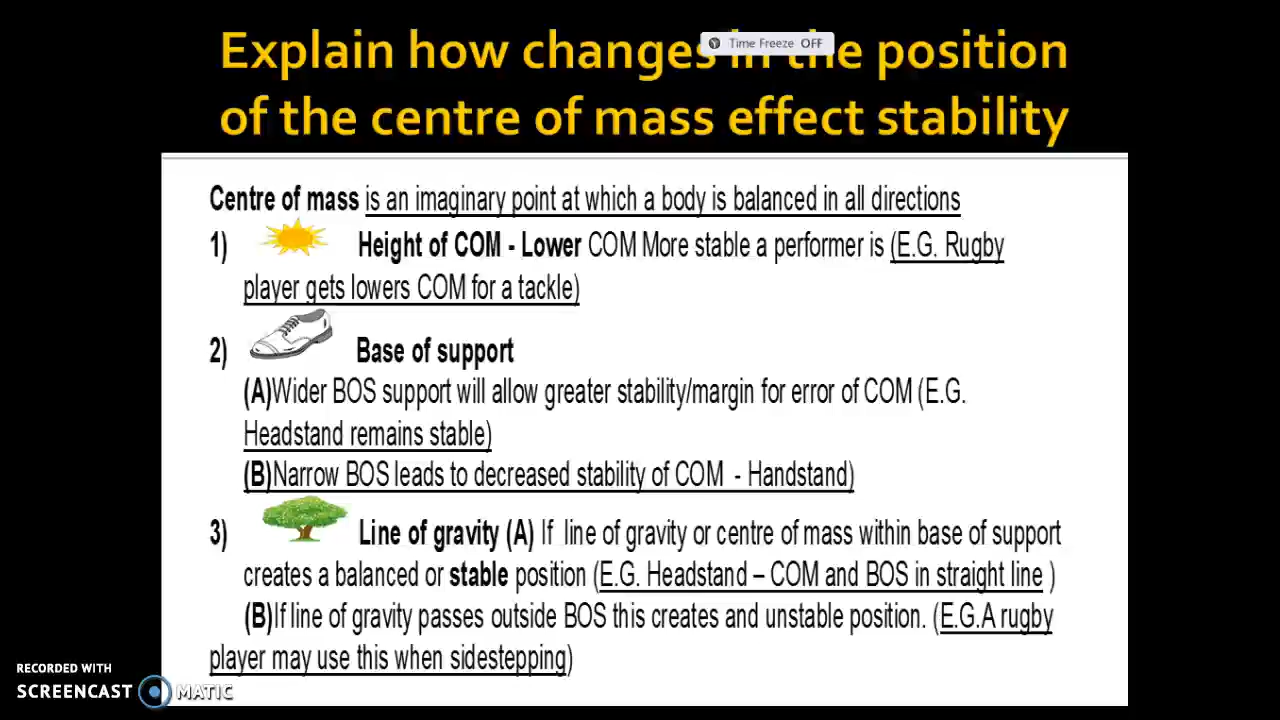 Explain how changes in the position
Time Freeze OFF
of the centre of mass effect stability
Centre of mass is an imaginary point at which a body is balanced in all directions
1) Height of COM - Lower COM More stable a performer is (E.G. Rugby
player gets lowers COM for a tackle)
2) Base of support
(A)Wider BOS support will allow greater stability/margin for error of COM (E.G.
Headstand remains stable)
(B)Narrow BOS leads to decreased stability of COM - Handstand)
3) Line of gravity (A) If line of gravity or centre of mass within base of support
creates a balanced or stable position (E.G. Headstand – COM and BOS in straight line )
(B)If line of gravity passes outside BOS this creates and unstable position. (E.G.A rugby
player may use this when sidestepping)
RECORDED WITH
SCREENCAST MATIC